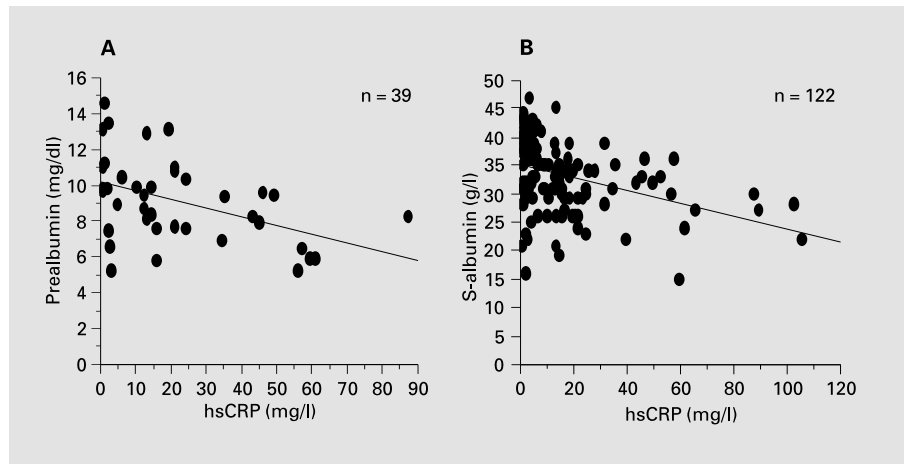 A
16
14
12
10
8
6
4
2
0
Prealbumin (mg/dl)
n = 39
0 10 20 30 40 50 60 70 80 90
hsCRP (mg/l)
B
50
45
40
35
30
25
20
15
10
5
0
S-albumin (g/l)
n = 122
0 20 40 60 80 100 120
hsCRP (mg/l)